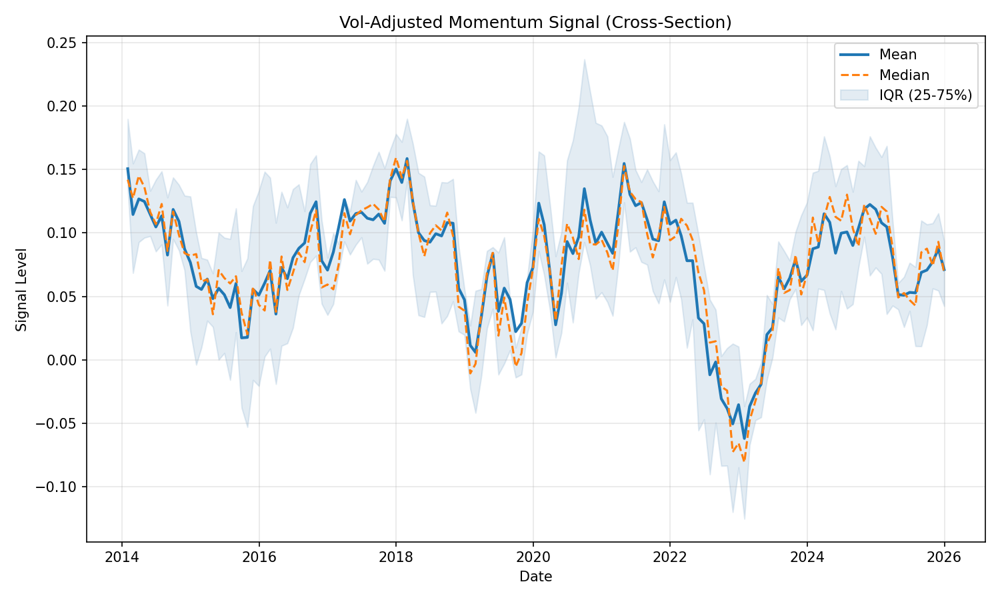 Vol-Adjusted Momentum Signal (Cross-Section)
Mean
Median
IQR (25-75%)
Signal Level
0.25
0.20
0.15
0.10
0.05
0.00
−0.05
−0.10
2014
2016
2018
2020
2022
2024
2026
Date